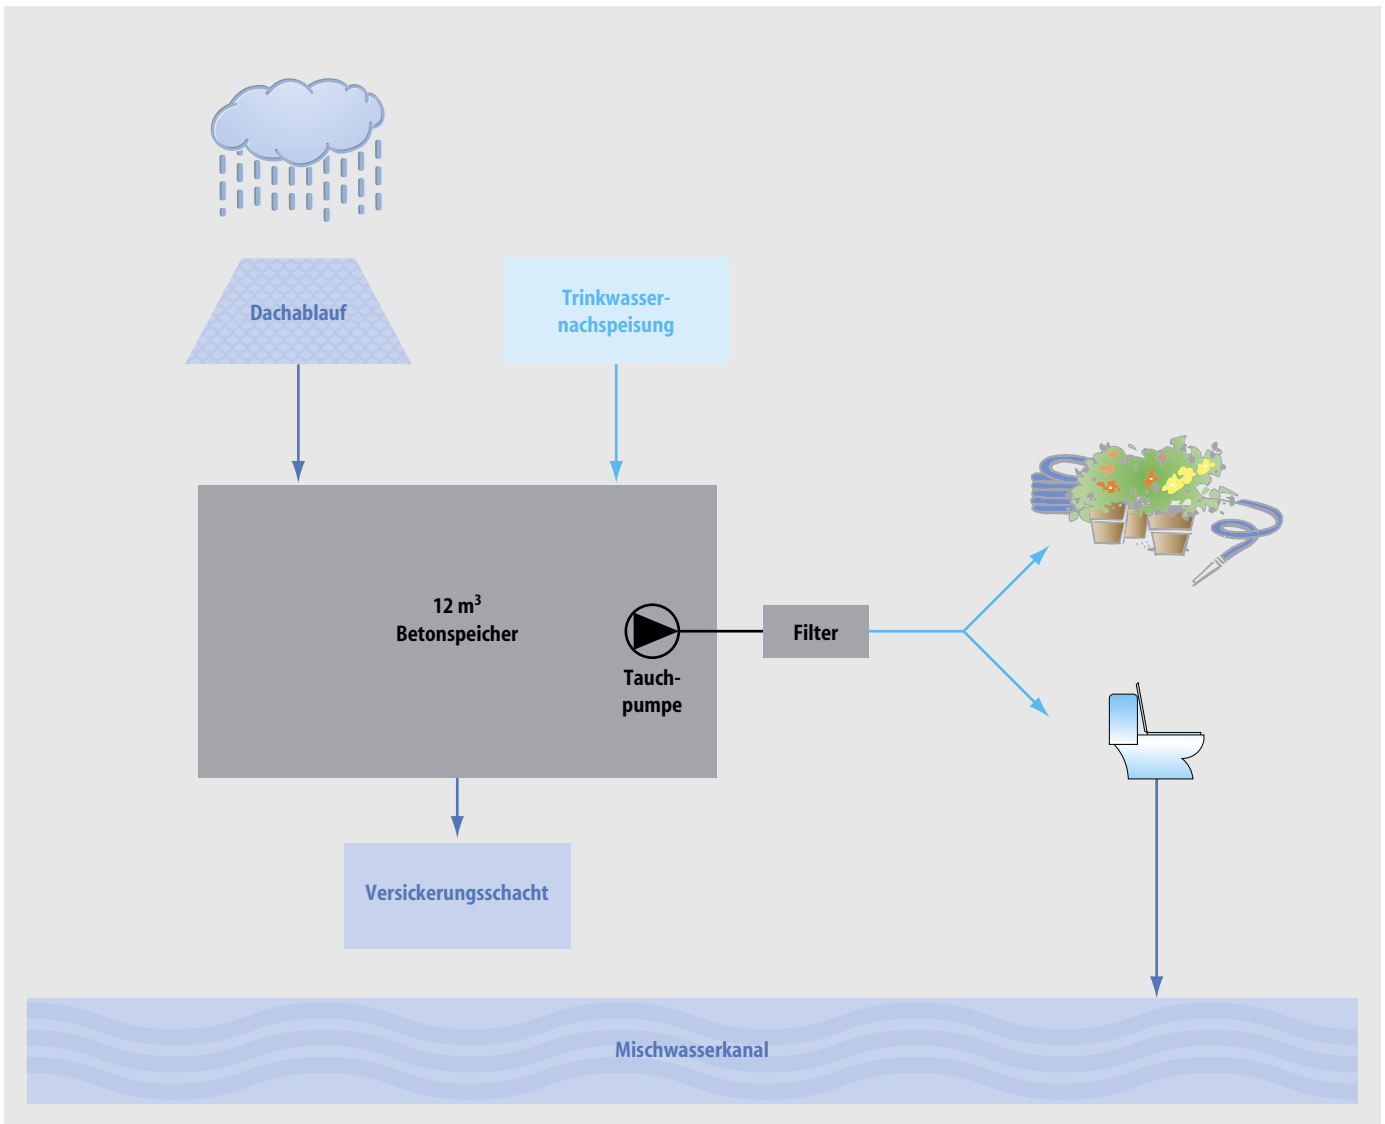 Dachablauf
Trinkwasser-
nachspeisung
12 m³
Betonspeicher
Tauch-
pumpe
Filter
Versickerungsschacht
Mischwasserkanal